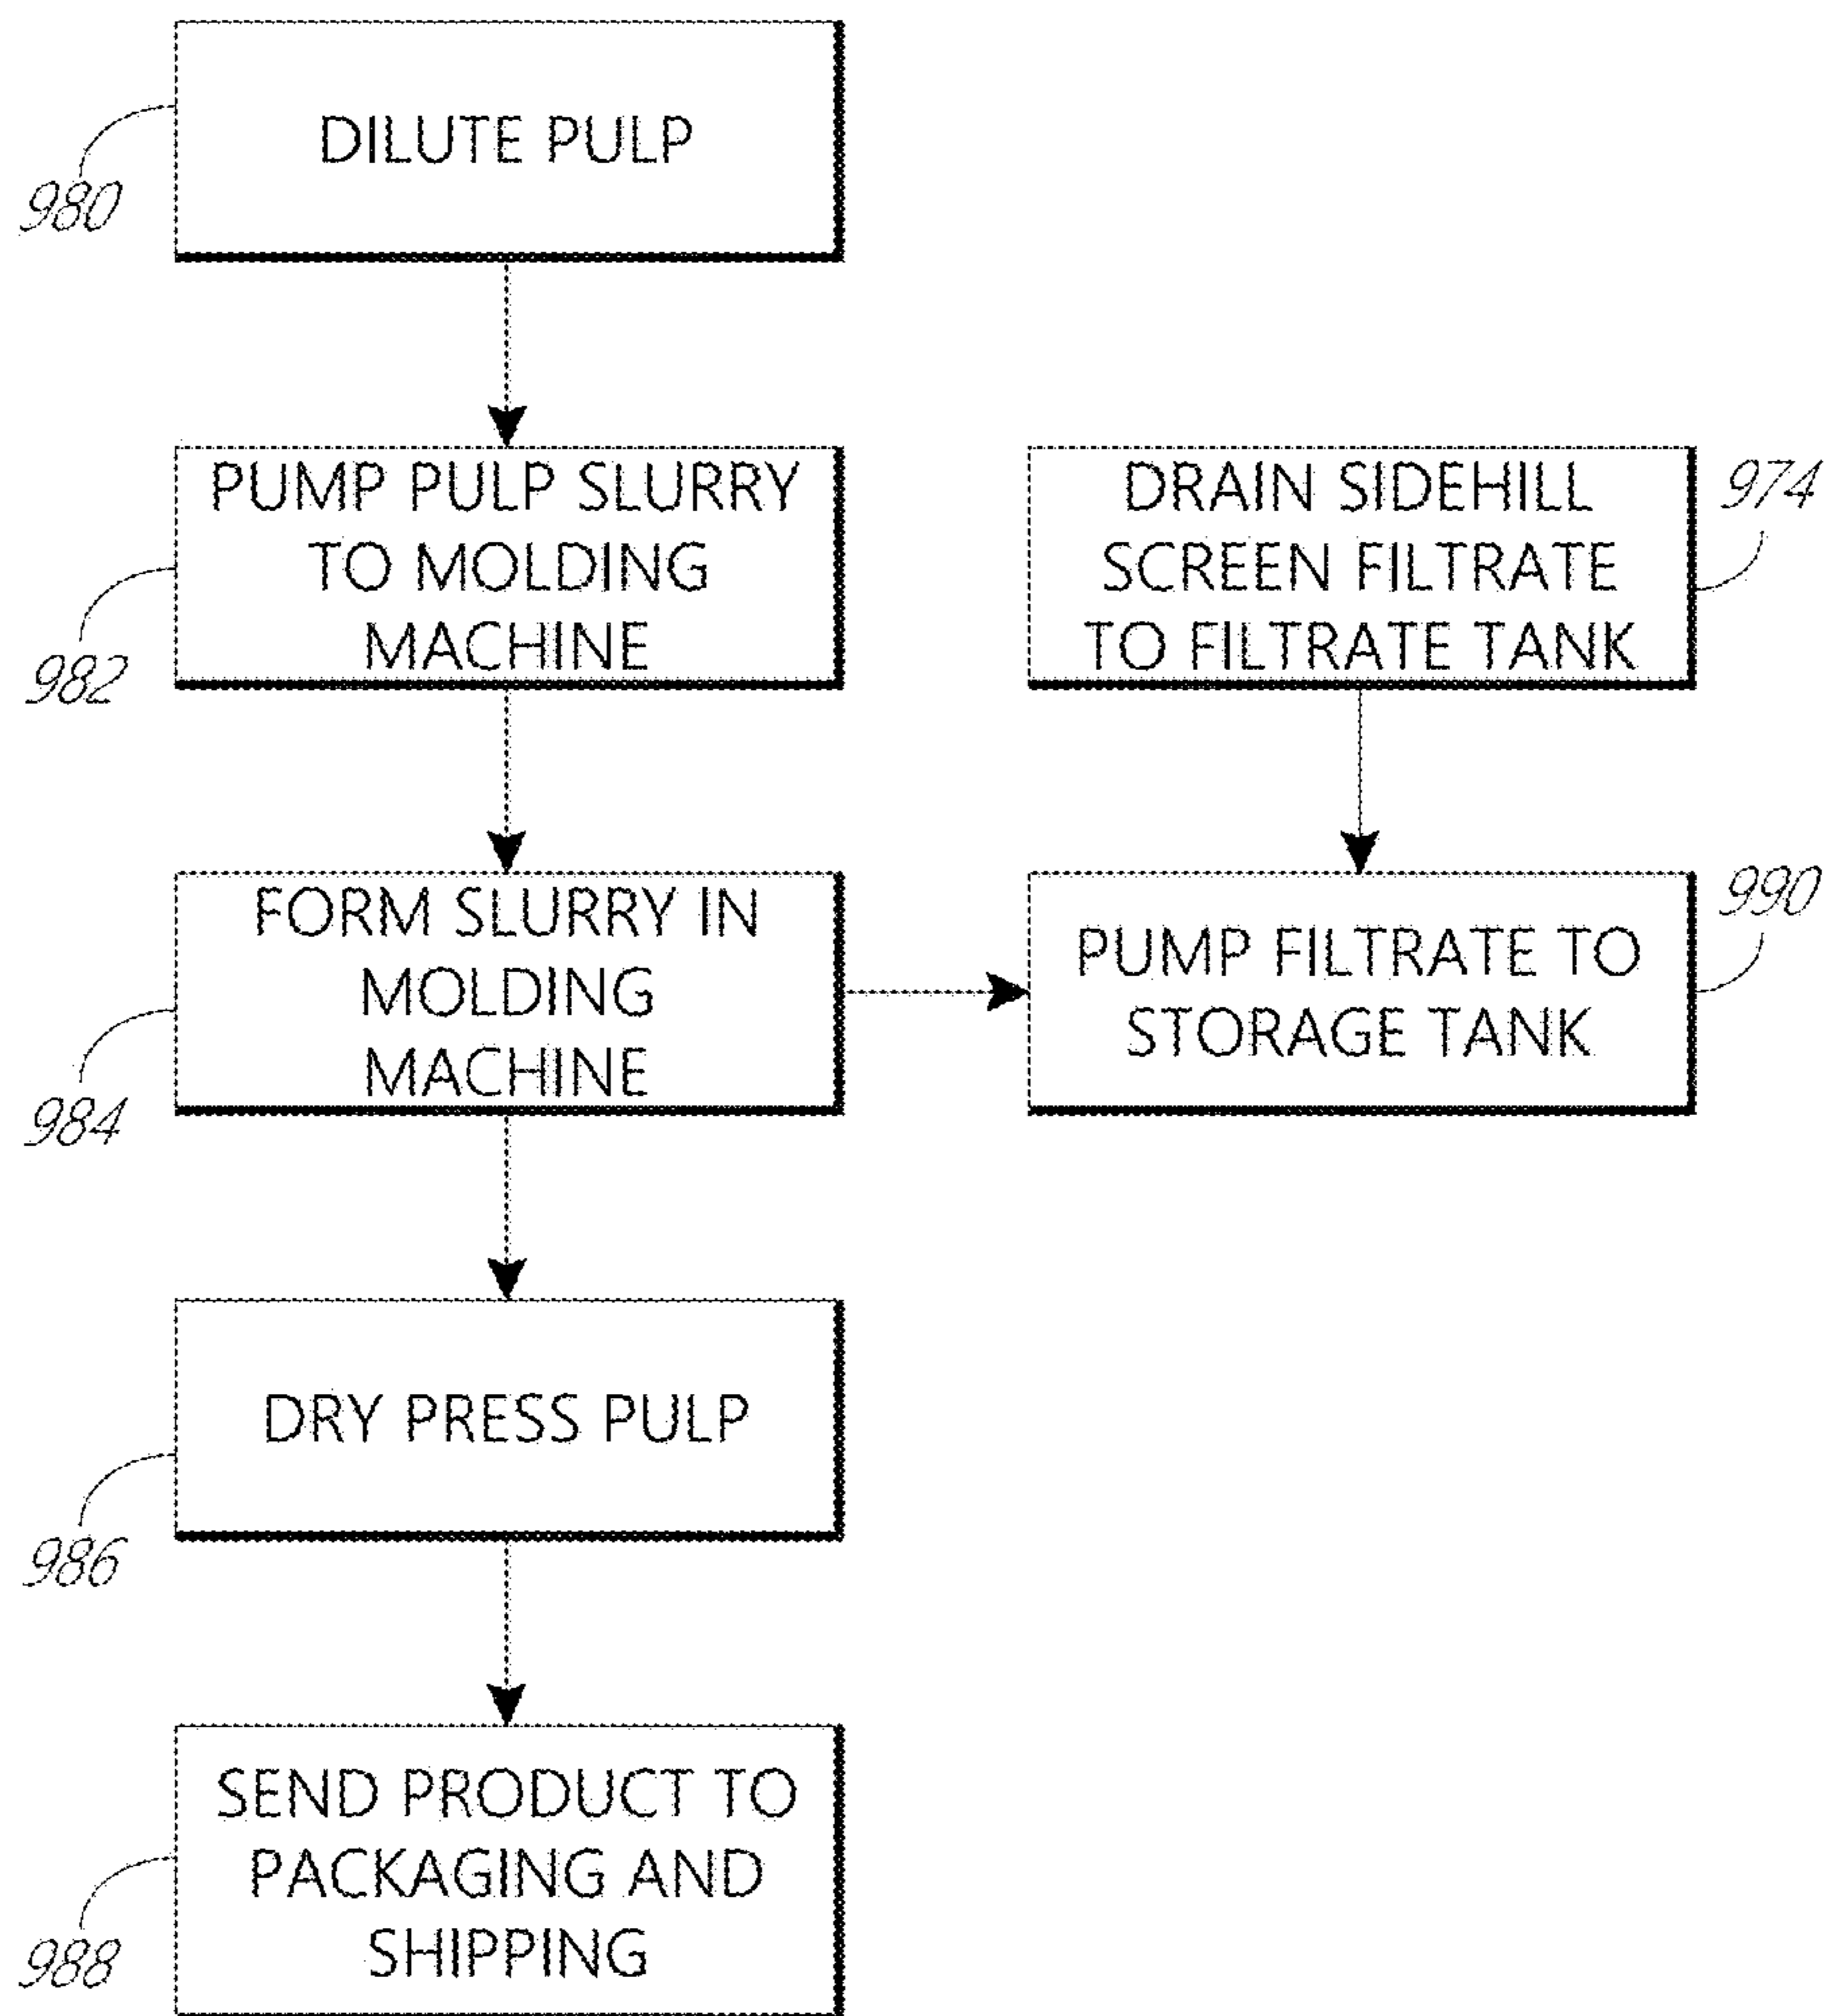 DILUTE PULP
980
PUMP PULP SLURRY
TO MOLDING
MACHINE
982
DRAIN SIDEHILL
SCREEN FILTRATE
TO FILTRATE TANK
974
FORM SLURRY IN
MOLDING
MACHINE
984
PUMP FILTRATE TO
STORAGE TANK
990
DRY PRESS PULP
986
SEND PRODUCT TO
PACKAGING AND
SHIPPING
988